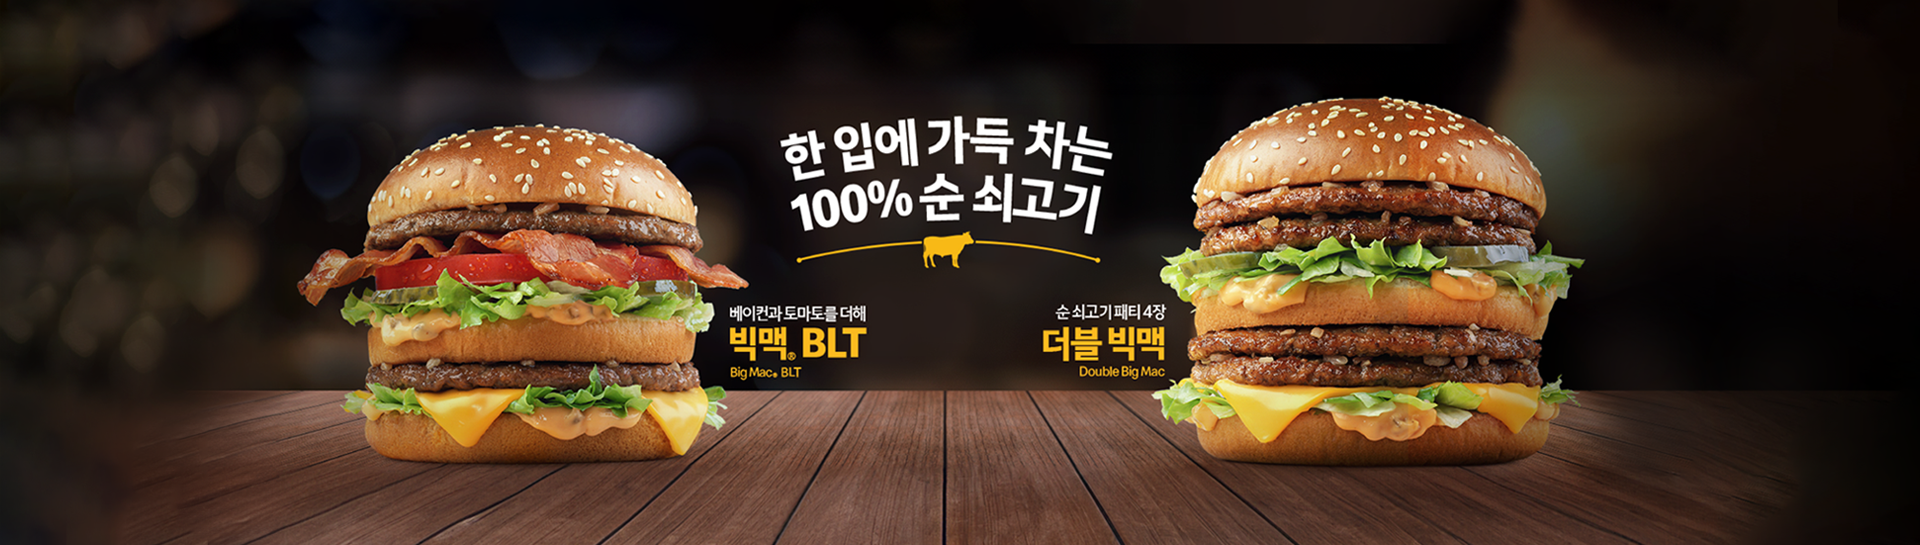 한 입에 가득 차는
100% 순 쇠고기
베이컨과 토마토를 더해
빅맥® BLT
Big Mac® BLT
순 쇠고기 패티 4장
더블 빅맥
Double Big Mac